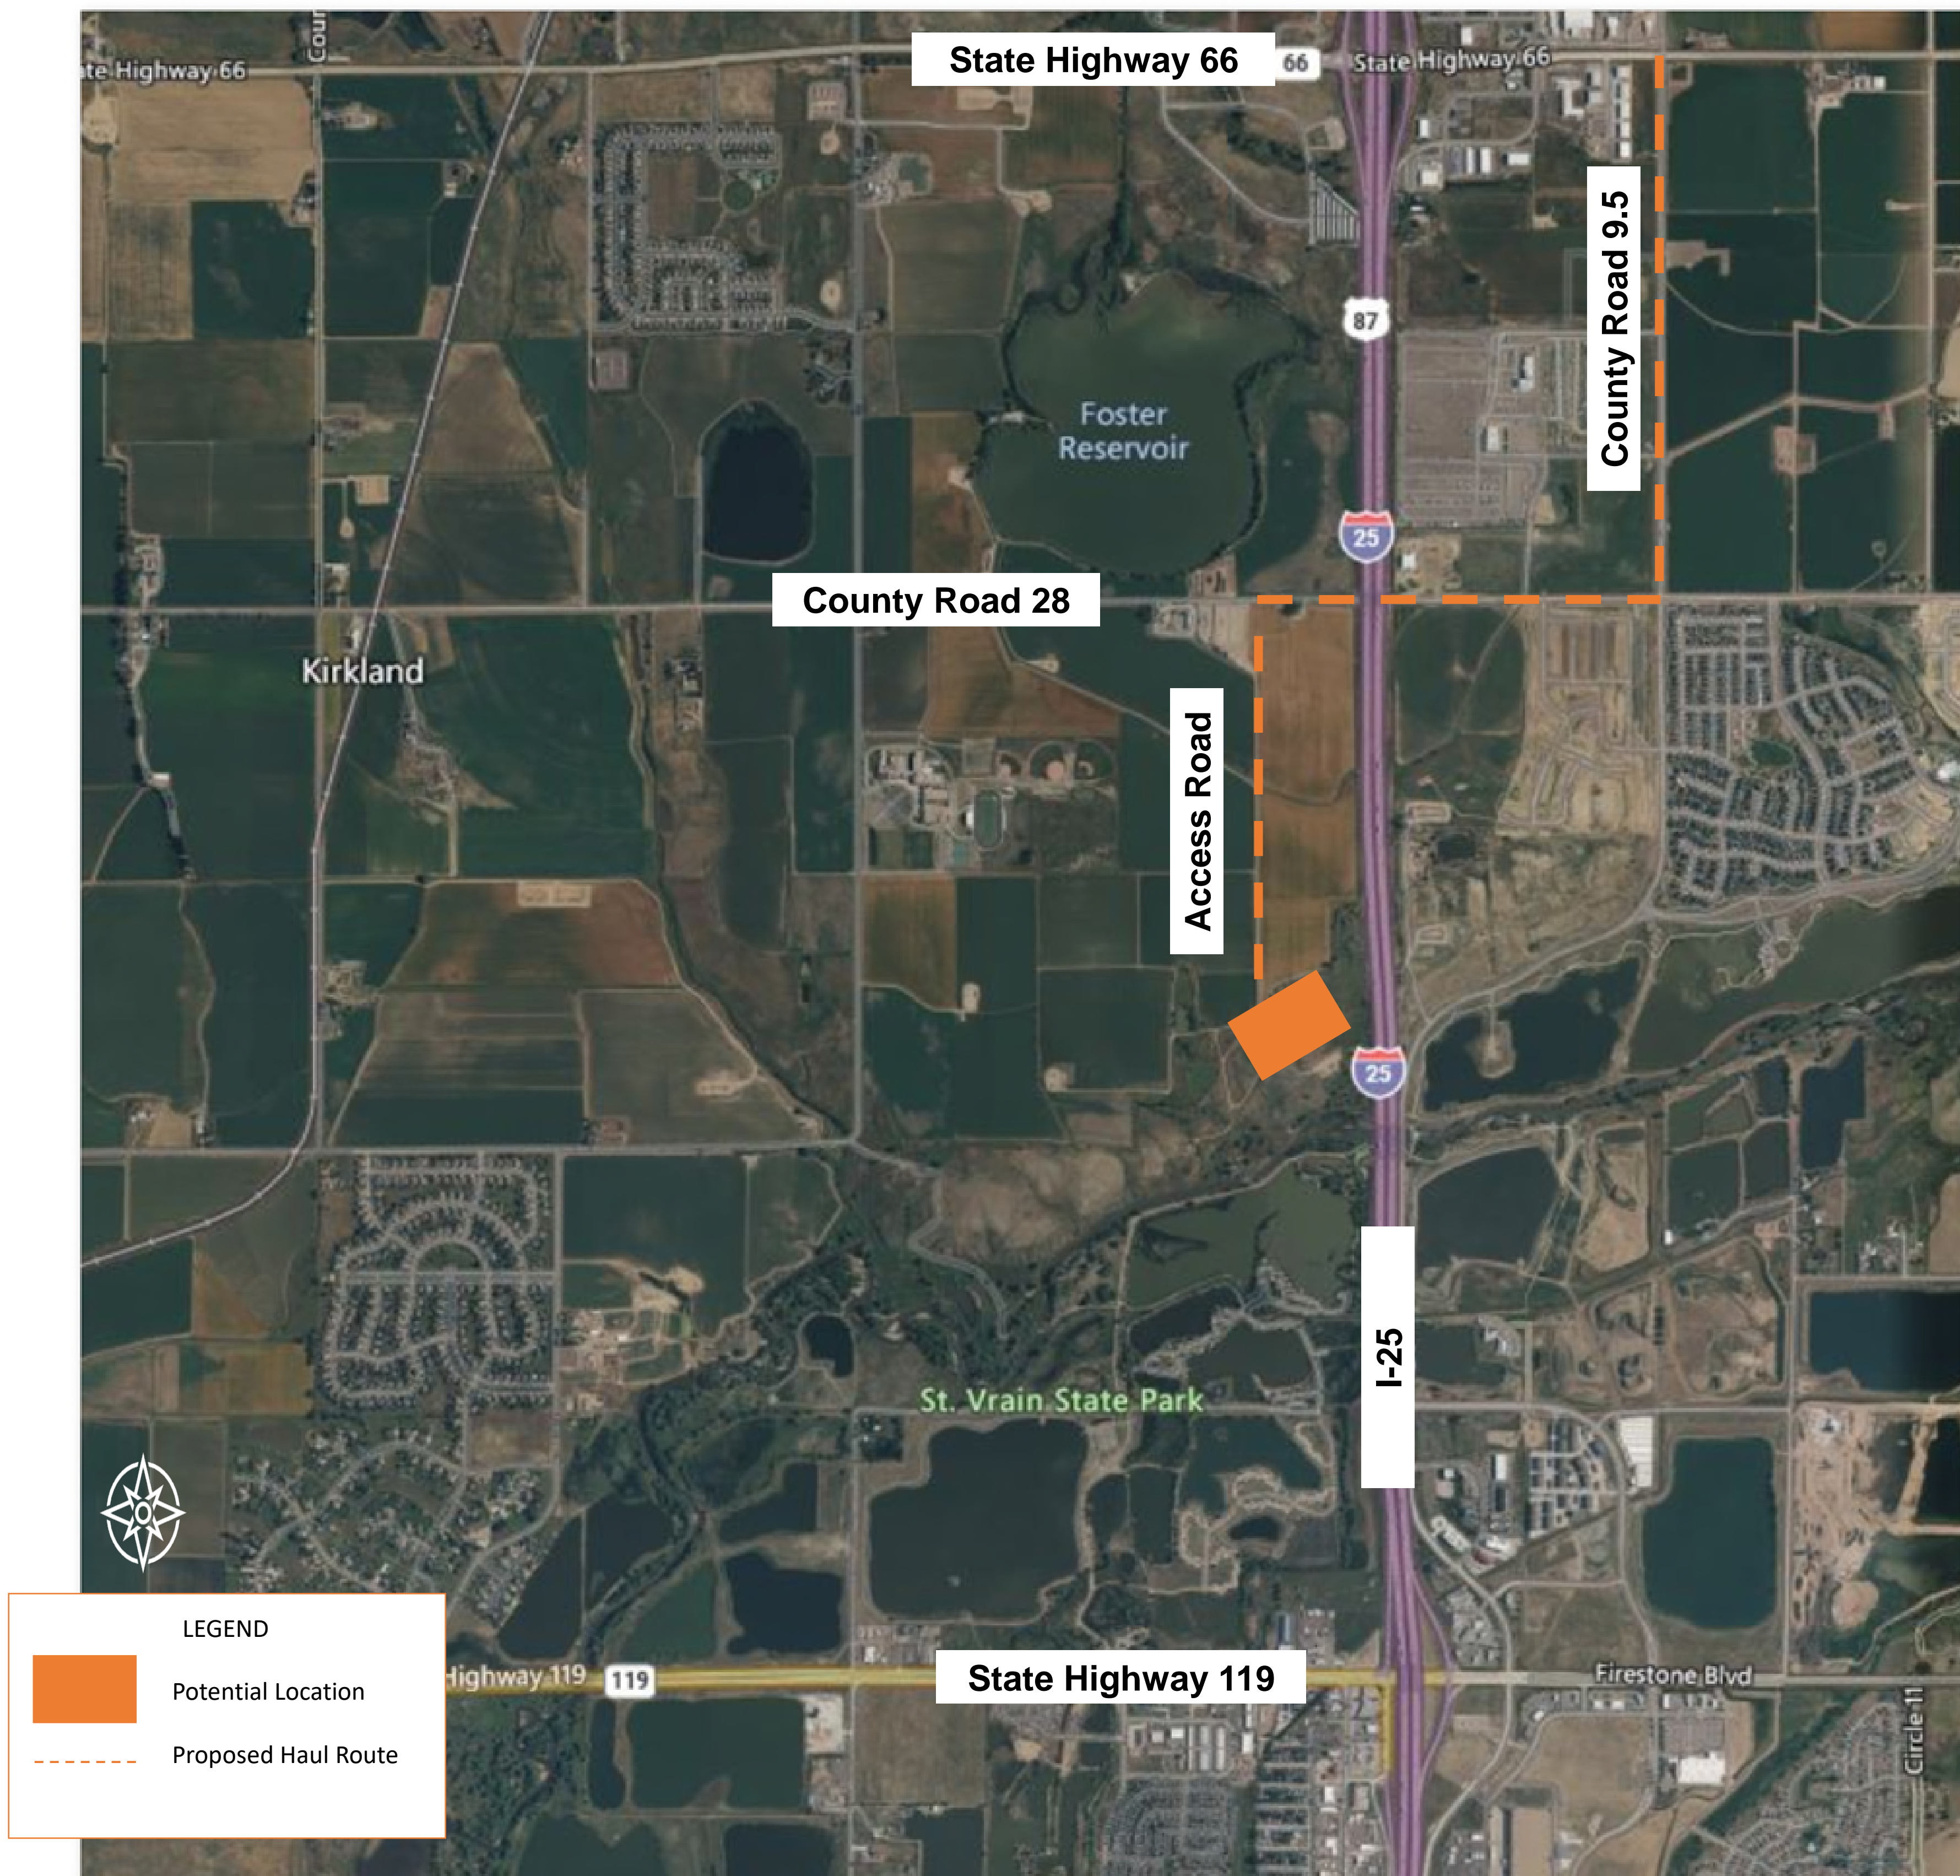 Coun
te Highway 66
State Highway 66
66
State Highway 66
County Road 9.5
87
Foster
Reservoir
25
County Road 28
Kirkland
Access Road
25
I-25
St. Vrain State Park
LEGEND
Potential Location
Proposed Haul Route
Highway 119
119
State Highway 119
Firestone Blvd
Circle 11